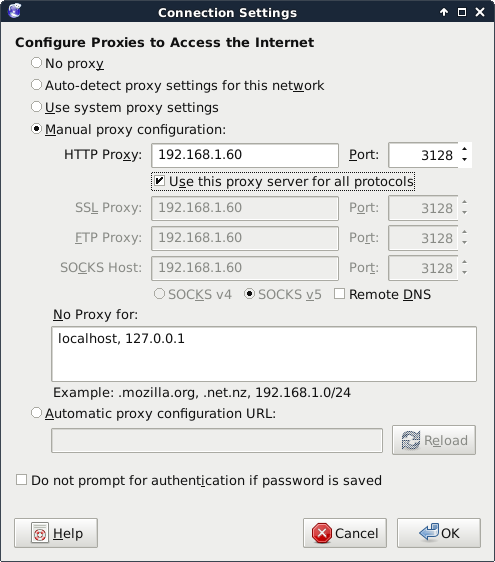 Connection Settings
Configure Proxies to Access the Internet
No proxy
Auto-detect proxy settings for this network
Use system proxy settings
Manual proxy configuration:
HTTP Proxy: 192.168.1.60 Port: 3128
Use this proxy server for all protocols
SSL Proxy: 192.168.1.60 Port: 3128
FTP Proxy: 192.168.1.60 Port: 3128
SOCKS Host: 192.168.1.60 Port: 3128
SOCKS v4 SOCKS v5 Remote DNS
No Proxy for:
localhost, 127.0.0.1
Example: .mozilla.org, .net.nz, 192.168.1.0/24
Automatic proxy configuration URL:
Reload
Do not prompt for authentication if password is saved
Help Cancel OK